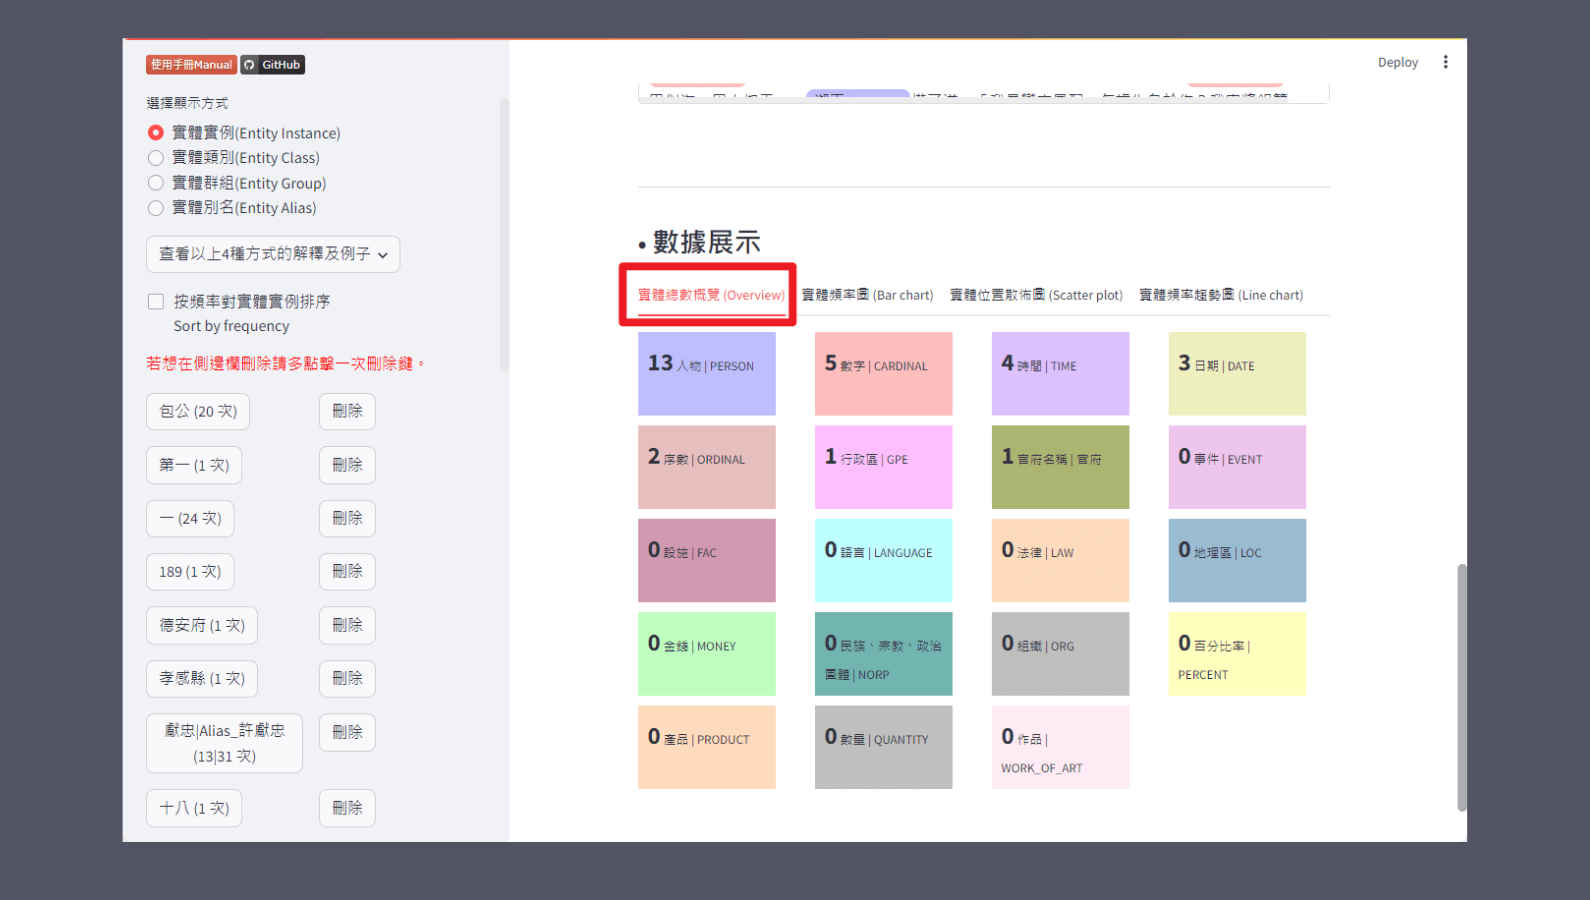 使用手冊Manual
GitHub
Deploy
選擇顯示方式
實體實例(Entity Instance)
實體類別(Entity Class)
實體群組(Entity Group)
實體別名(Entity Alias)
查看以上4種方式的解釋及例子
按頻率對實體實例排序
Sort by frequency
若想在側邊欄刪除請多點擊一次刪除鍵。
包公 (20 次)
刪除
第一 (1 次)
刪除
一 (24 次)
刪除
189 (1 次)
刪除
德安府 (1 次)
刪除
孝感縣 (1 次)
刪除
獻忠|Alias_許獻忠
(13|31 次)
刪除
十八 (1 次)
刪除
• 數據展示
實體總數概覽 (Overview)
實體頻率圖 (Bar chart)
實體位置散佈圖 (Scatter plot)
實體頻率趨勢圖 (Line chart)
13 人物 | PERSON
5 數字 | CARDINAL
4 時間 | TIME
3 日期 | DATE
2 序數 | ORDINAL
1 行政區 | GPE
1 官府名稱 | 官府
0 事件 | EVENT
0 設施 | FAC
0 語言 | LANGUAGE
0 法律 | LAW
0 地理區 | LOC
0 金錢 | MONEY
0 民族、宗教、政治
團體 | NORP
0 組織 | ORG
0 百分比率 |
PERCENT
0 產品 | PRODUCT
0 數量 | QUANTITY
0 作品 |
WORK_OF_ART